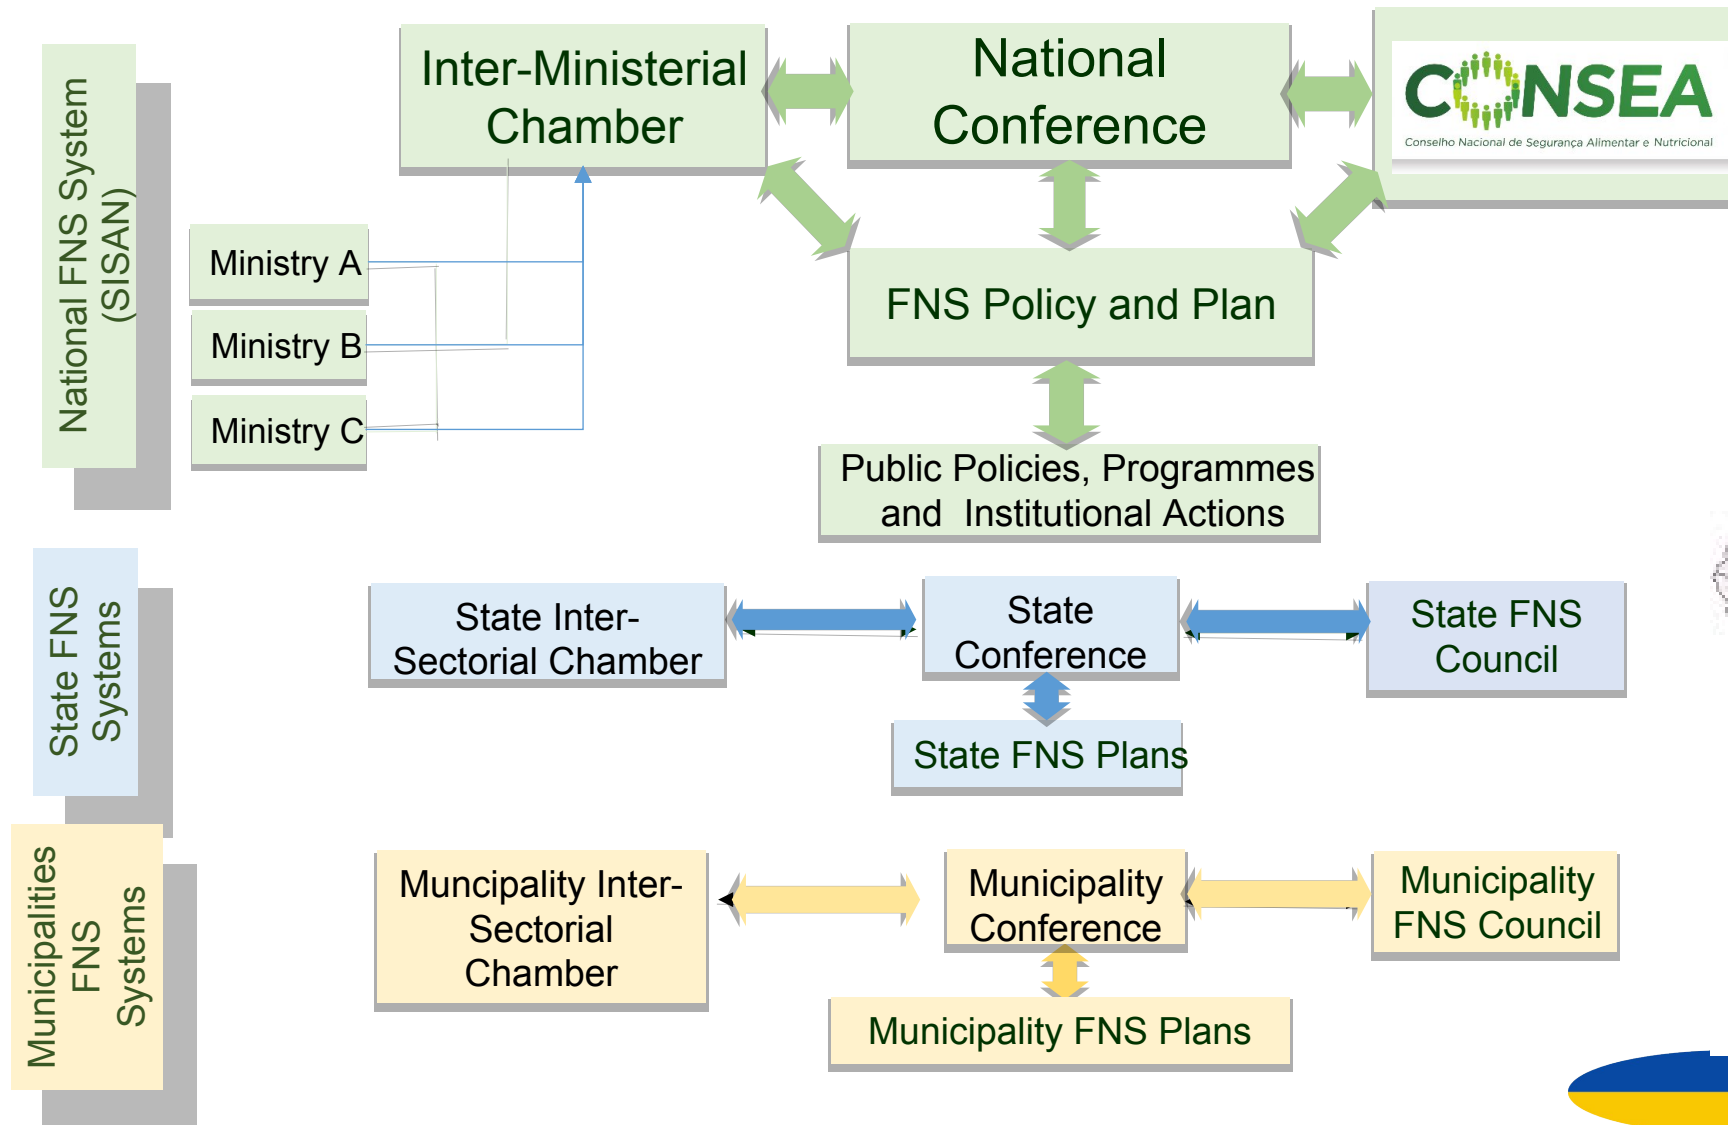 National FNS System
(SISAN)
Inter-Ministerial
Chamber
National
Conference
CONSEA
Conselho Nacional de Segurança Alimentar e Nutricional
Ministry A
Ministry B
Ministry C
FNS Policy and Plan
Public Policies, Programmes
and Institutional Actions
State FNS
Systems
State Inter-
Sectorial Chamber
State
Conference
State FNS
Council
State FNS Plans
Municipalities
FNS
Systems
Muncipality Inter-
Sectorial
Chamber
Municipality
Conference
Municipality
FNS Council
Municipality FNS Plans